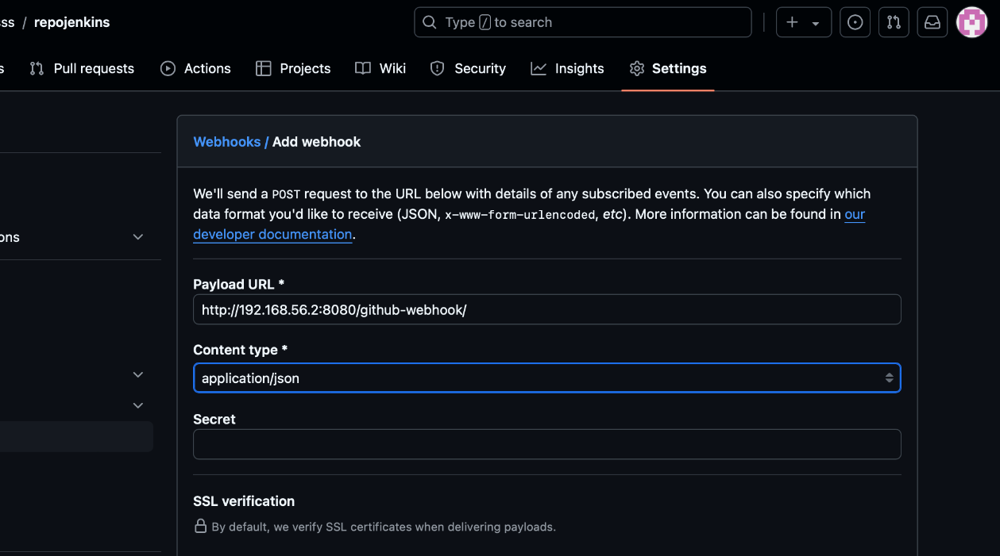 ss / repojenkins
Type / to search
s Pull requests Actions Projects Wiki Security Insights Settings
Webhooks / Add webhook
We'll send a POST request to the URL below with details of any subscribed events. You can also specify which
data format you'd like to receive (JSON, x-www-form-urlencoded, etc). More information can be found in our
developer documentation.
ons
Payload URL *
http://192.168.56.2:8080/github-webhook/
Content type *
application/json
Secret
SSL verification
By default, we verify SSL certificates when delivering payloads.